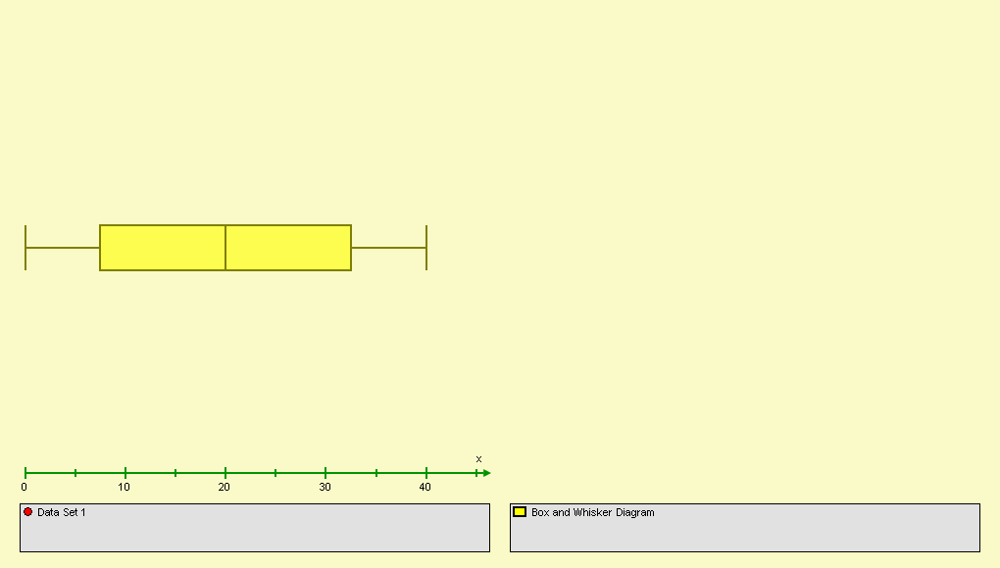 x
0 10 20 30 40
Data Set 1
Box and Whisker Diagram